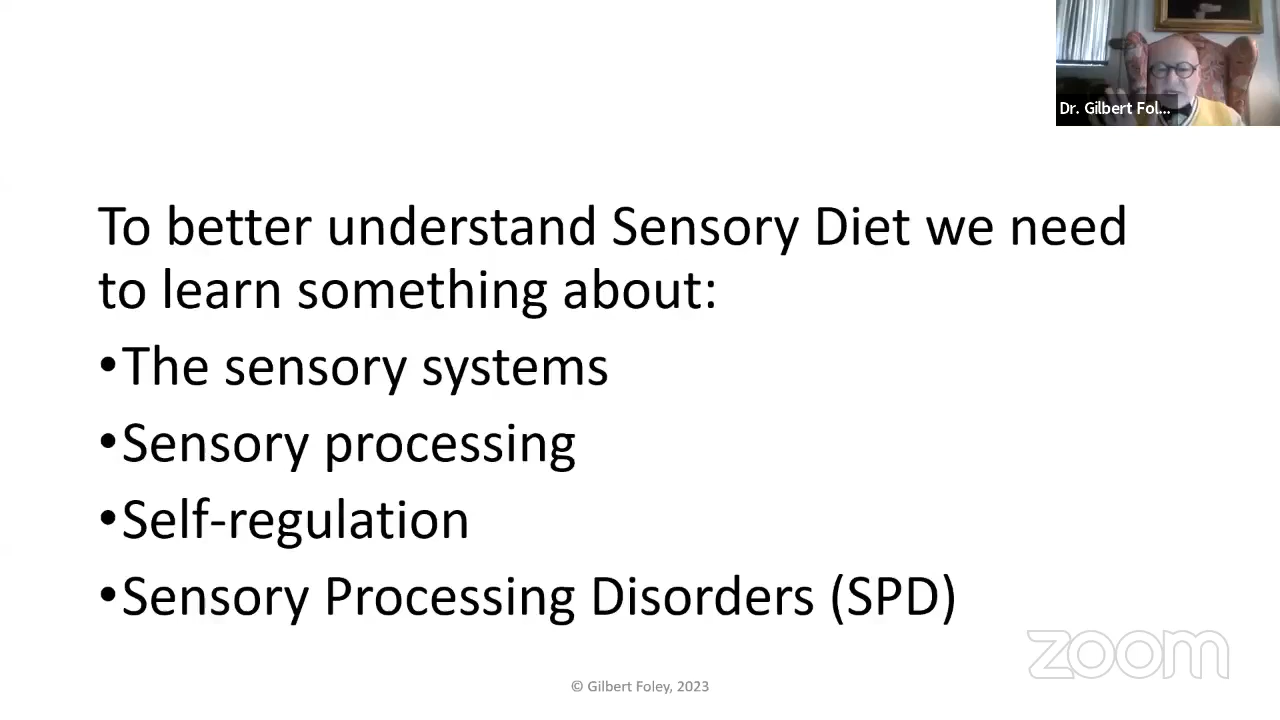 Dr. Gilbert Fol...
To better understand Sensory Diet we need
to learn something about:
•The sensory systems
•Sensory processing
•Self-regulation
•Sensory Processing Disorders (SPD)
zoom
© Gilbert Foley, 2023